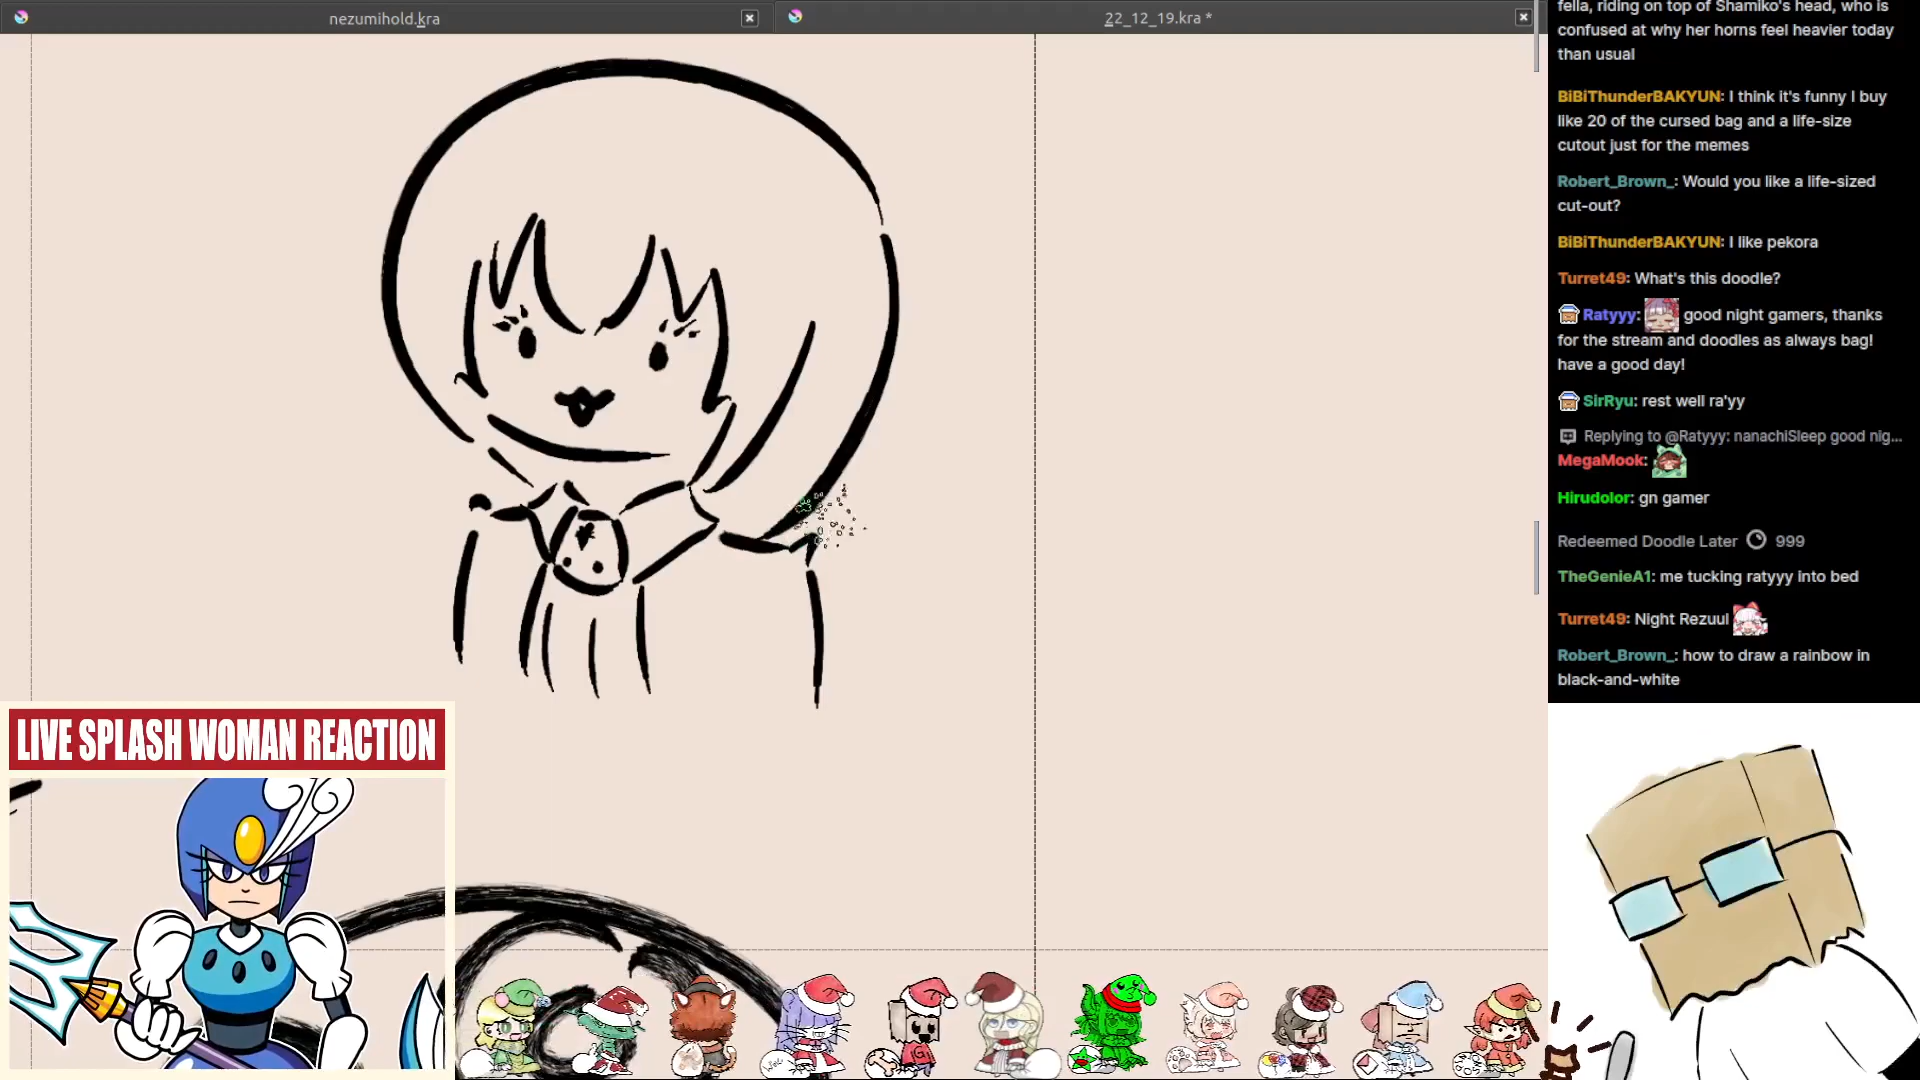 nezumihold.kra
22_12_19.kra *
fella, riding on top of Shamiko's head, who is
confused at why her horns feel heavier today
than usual
BiBiThunderBAKYUN: I think it's funny I buy
like 20 of the cursed bag and a life-size
cutout just for the memes
Robert_Brown_: Would you like a life-sized
cut-out?
BiBiThunderBAKYUN: I like pekora
Turret49: What's this doodle?
Ratyyy: good night gamers, thanks
for the stream and doodles as always bag!
have a good day!
SirRyu: rest well ra'yy
Replying to @Ratyyy: nanachiSleep good nig...
MegaMook:
Hirudolor: gn gamer
Redeemed Doodle Later 999
TheGenieA1: me tucking ratyyy into bed
Turret49: Night Rezuul
Robert_Brown_: how to draw a rainbow in
black-and-white
LIVE SPLASH WOMAN REACTION